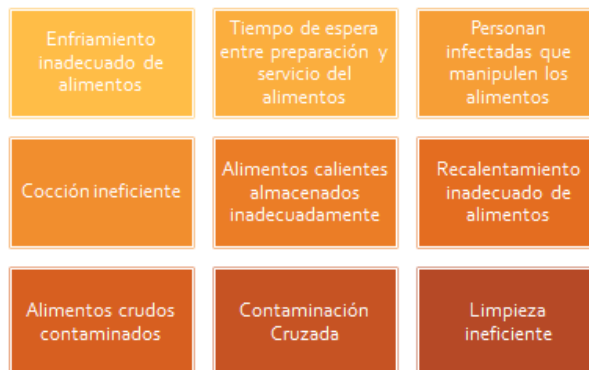 Enfriamiento
inadecuado de
alimentos
Tiempo de espera
entre preparación y
servicio del
alimentos
Personan
infectadas que
manipulen los
alimentos
Cocción ineficiente
Alimentos calientes
almacenados
inadecuadamente
Recalentamiento
inadecuado de
alimentos
Alimentos crudos
contaminados
Contaminación
Cruzada
Limpieza
ineficiente